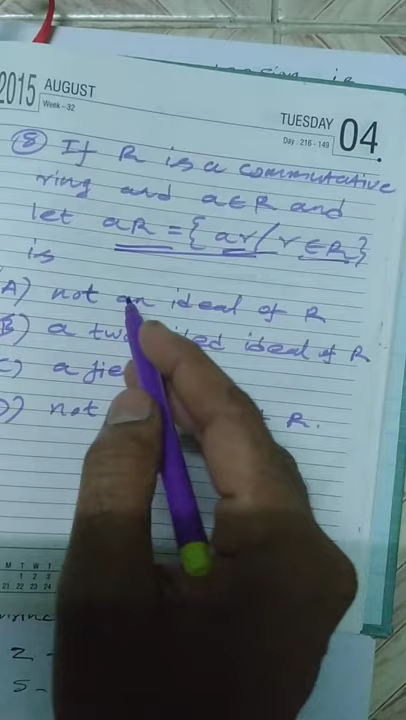 2015 AUGUST
Week - 32
TUESDAY 04.
Day : 216 - 149
(8) If R is a commutative
ring and a∈R and
let aR = {ar / r ∈ R}
is
A) not an ideal of R
B) a ideal of R
C) a
D) not R.
M T W T
1 2 3
21 22 23 24
2
5 -